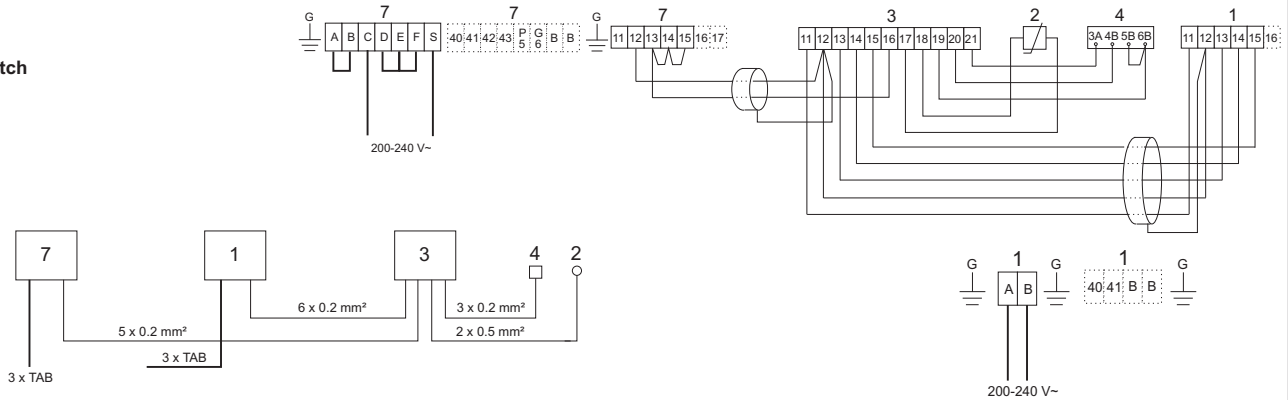 7
7
G
A B C D E F S
40 41 42 43 P5 G6 B B
200-240 V~
G
7
11 12 13 14 15 16 17
3
2
4
1
11 12 13 14 15 16 17 18 19 20 21
3A 4B 5B 6B
11 12 13 14 15 16
tch
7
1
3
4
2
6 x 0.2 mm²
3 x 0.2 mm²
5 x 0.2 mm²
2 x 0.5 mm²
3 x TAB
3 x TAB
1
1
G
G
G
A B
40 41 B B
200-240 V~